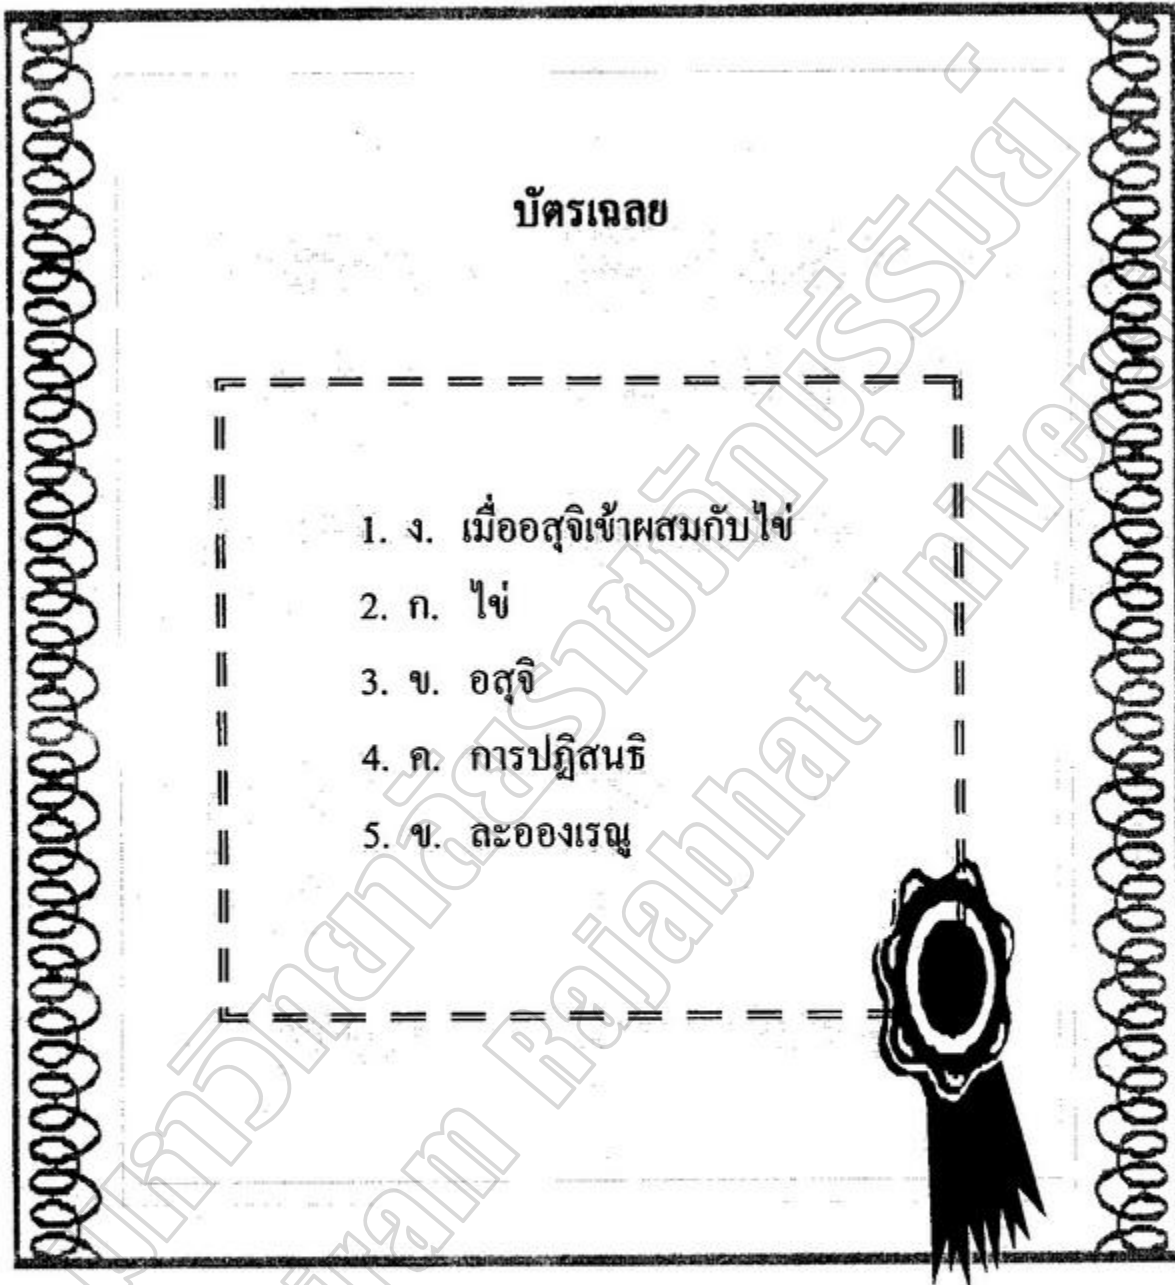 บัตรเฉลย
1. ง. เมื่ออสุจิเข้าผสมกับไข่
2. ก. ไข่
3. ข. อสุจิ
4. ค. การปฏิสนธิ
5. ข. ละอองเรณู